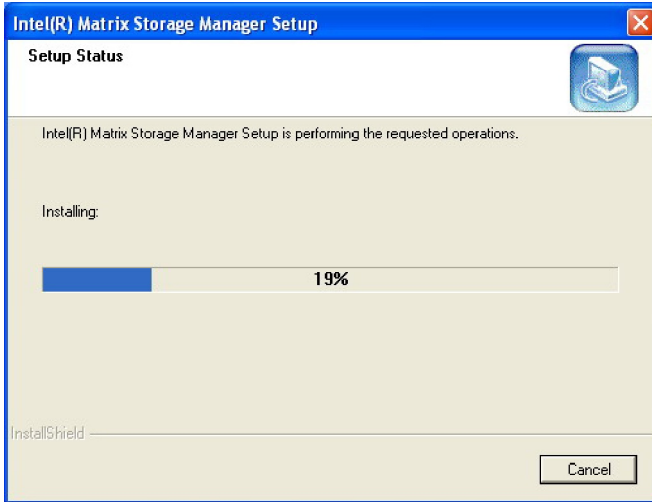 Intel(R) Matrix Storage Manager Setup
Setup Status
Intel(R) Matrix Storage Manager Setup is performing the requested operations.
Installing:
19%
InstallShield
Cancel